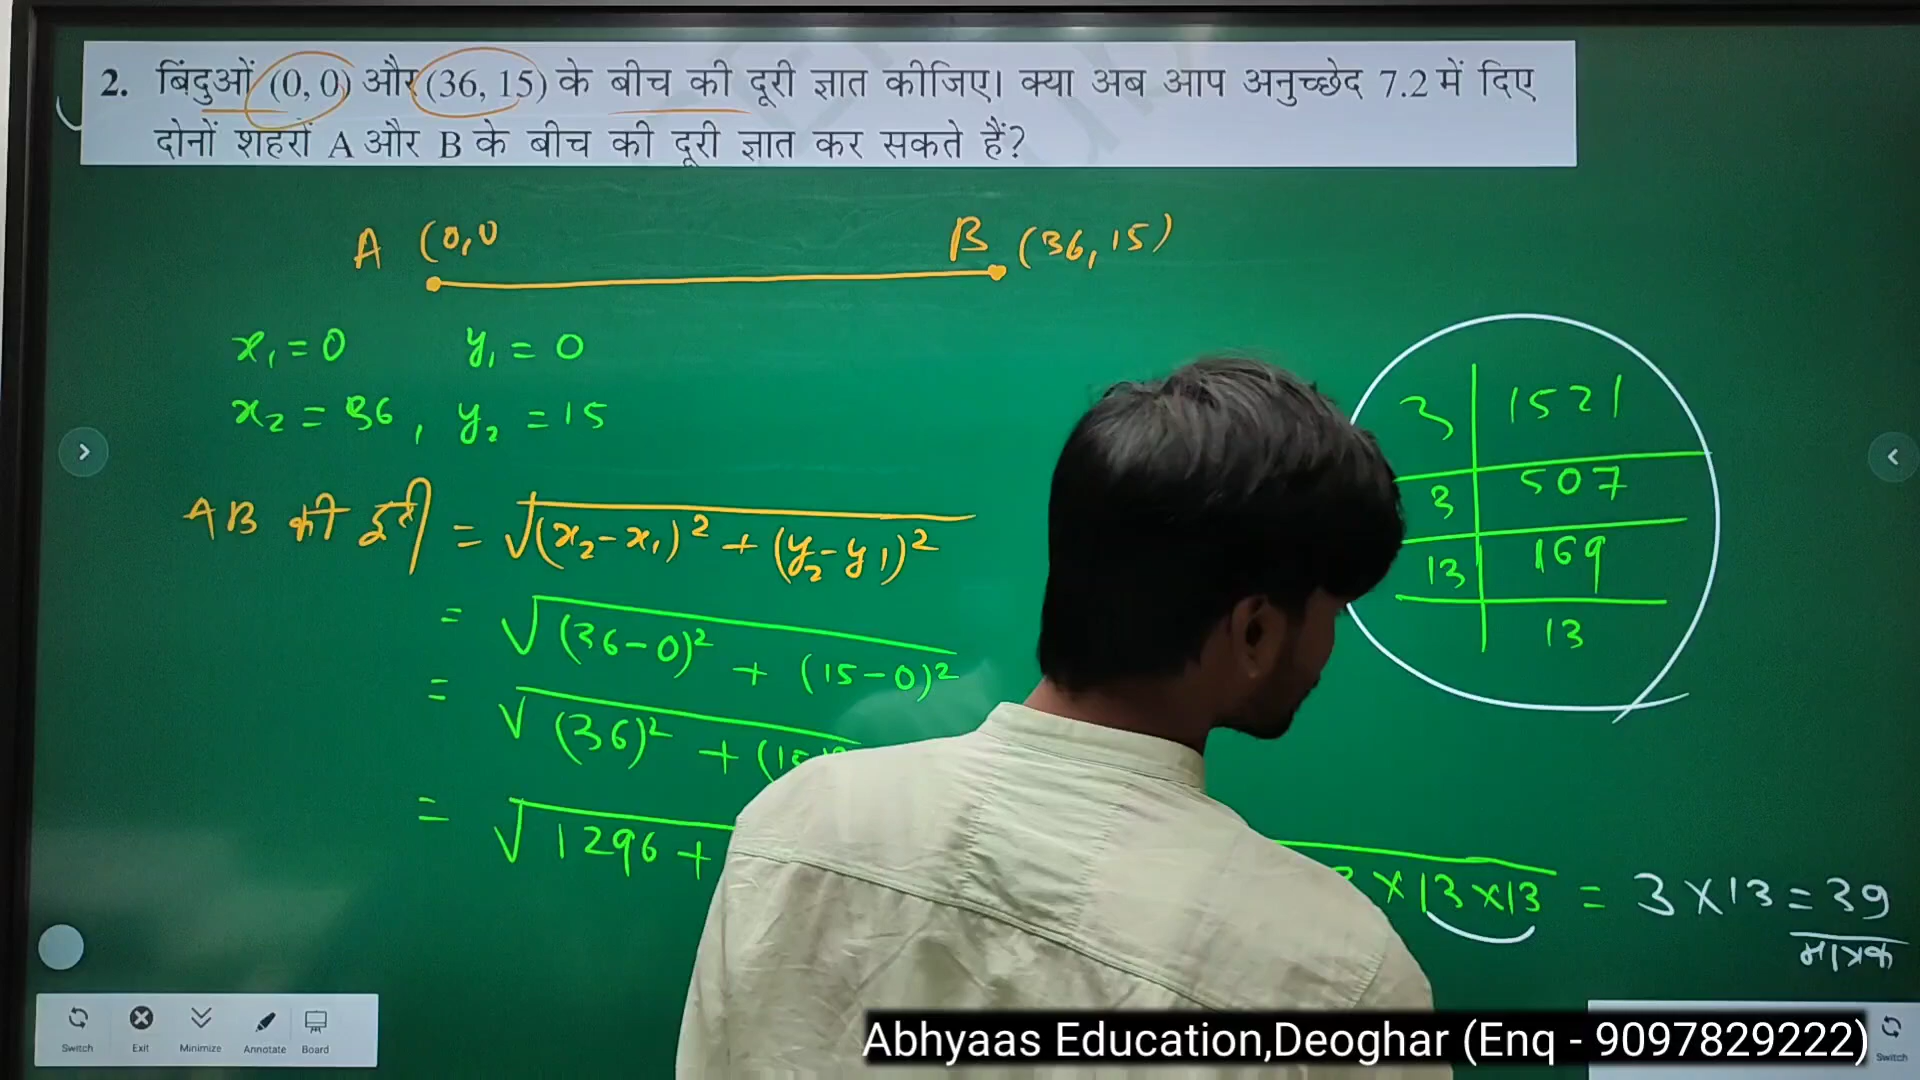 2. बिंदुओं (0, 0) और (36, 15) के बीच की दूरी ज्ञात कीजिए। क्या अब आप अनुच्छेद 7.2 में दिए
दोनों शहरों A और B के बीच की दूरी ज्ञात कर सकते हैं?
A (0,0
B (36, 15)
x₁ = 0 y₁ = 0
x₂ = 36 , y₂ = 15
AB की दूरी = √(x₂-x₁)² + (y₂-y₁)²
= √(36-0)² + (15-0)²
= √(36)² + (15
= √1296 +
3 | 1521
3 | 507
13 | 169
13
× 13×13 = 3 × 13 = 39
मात्रक
Switch Exit Minimize Annotate Board
Abhyaas Education,Deoghar (Enq - 9097829222)
Switch